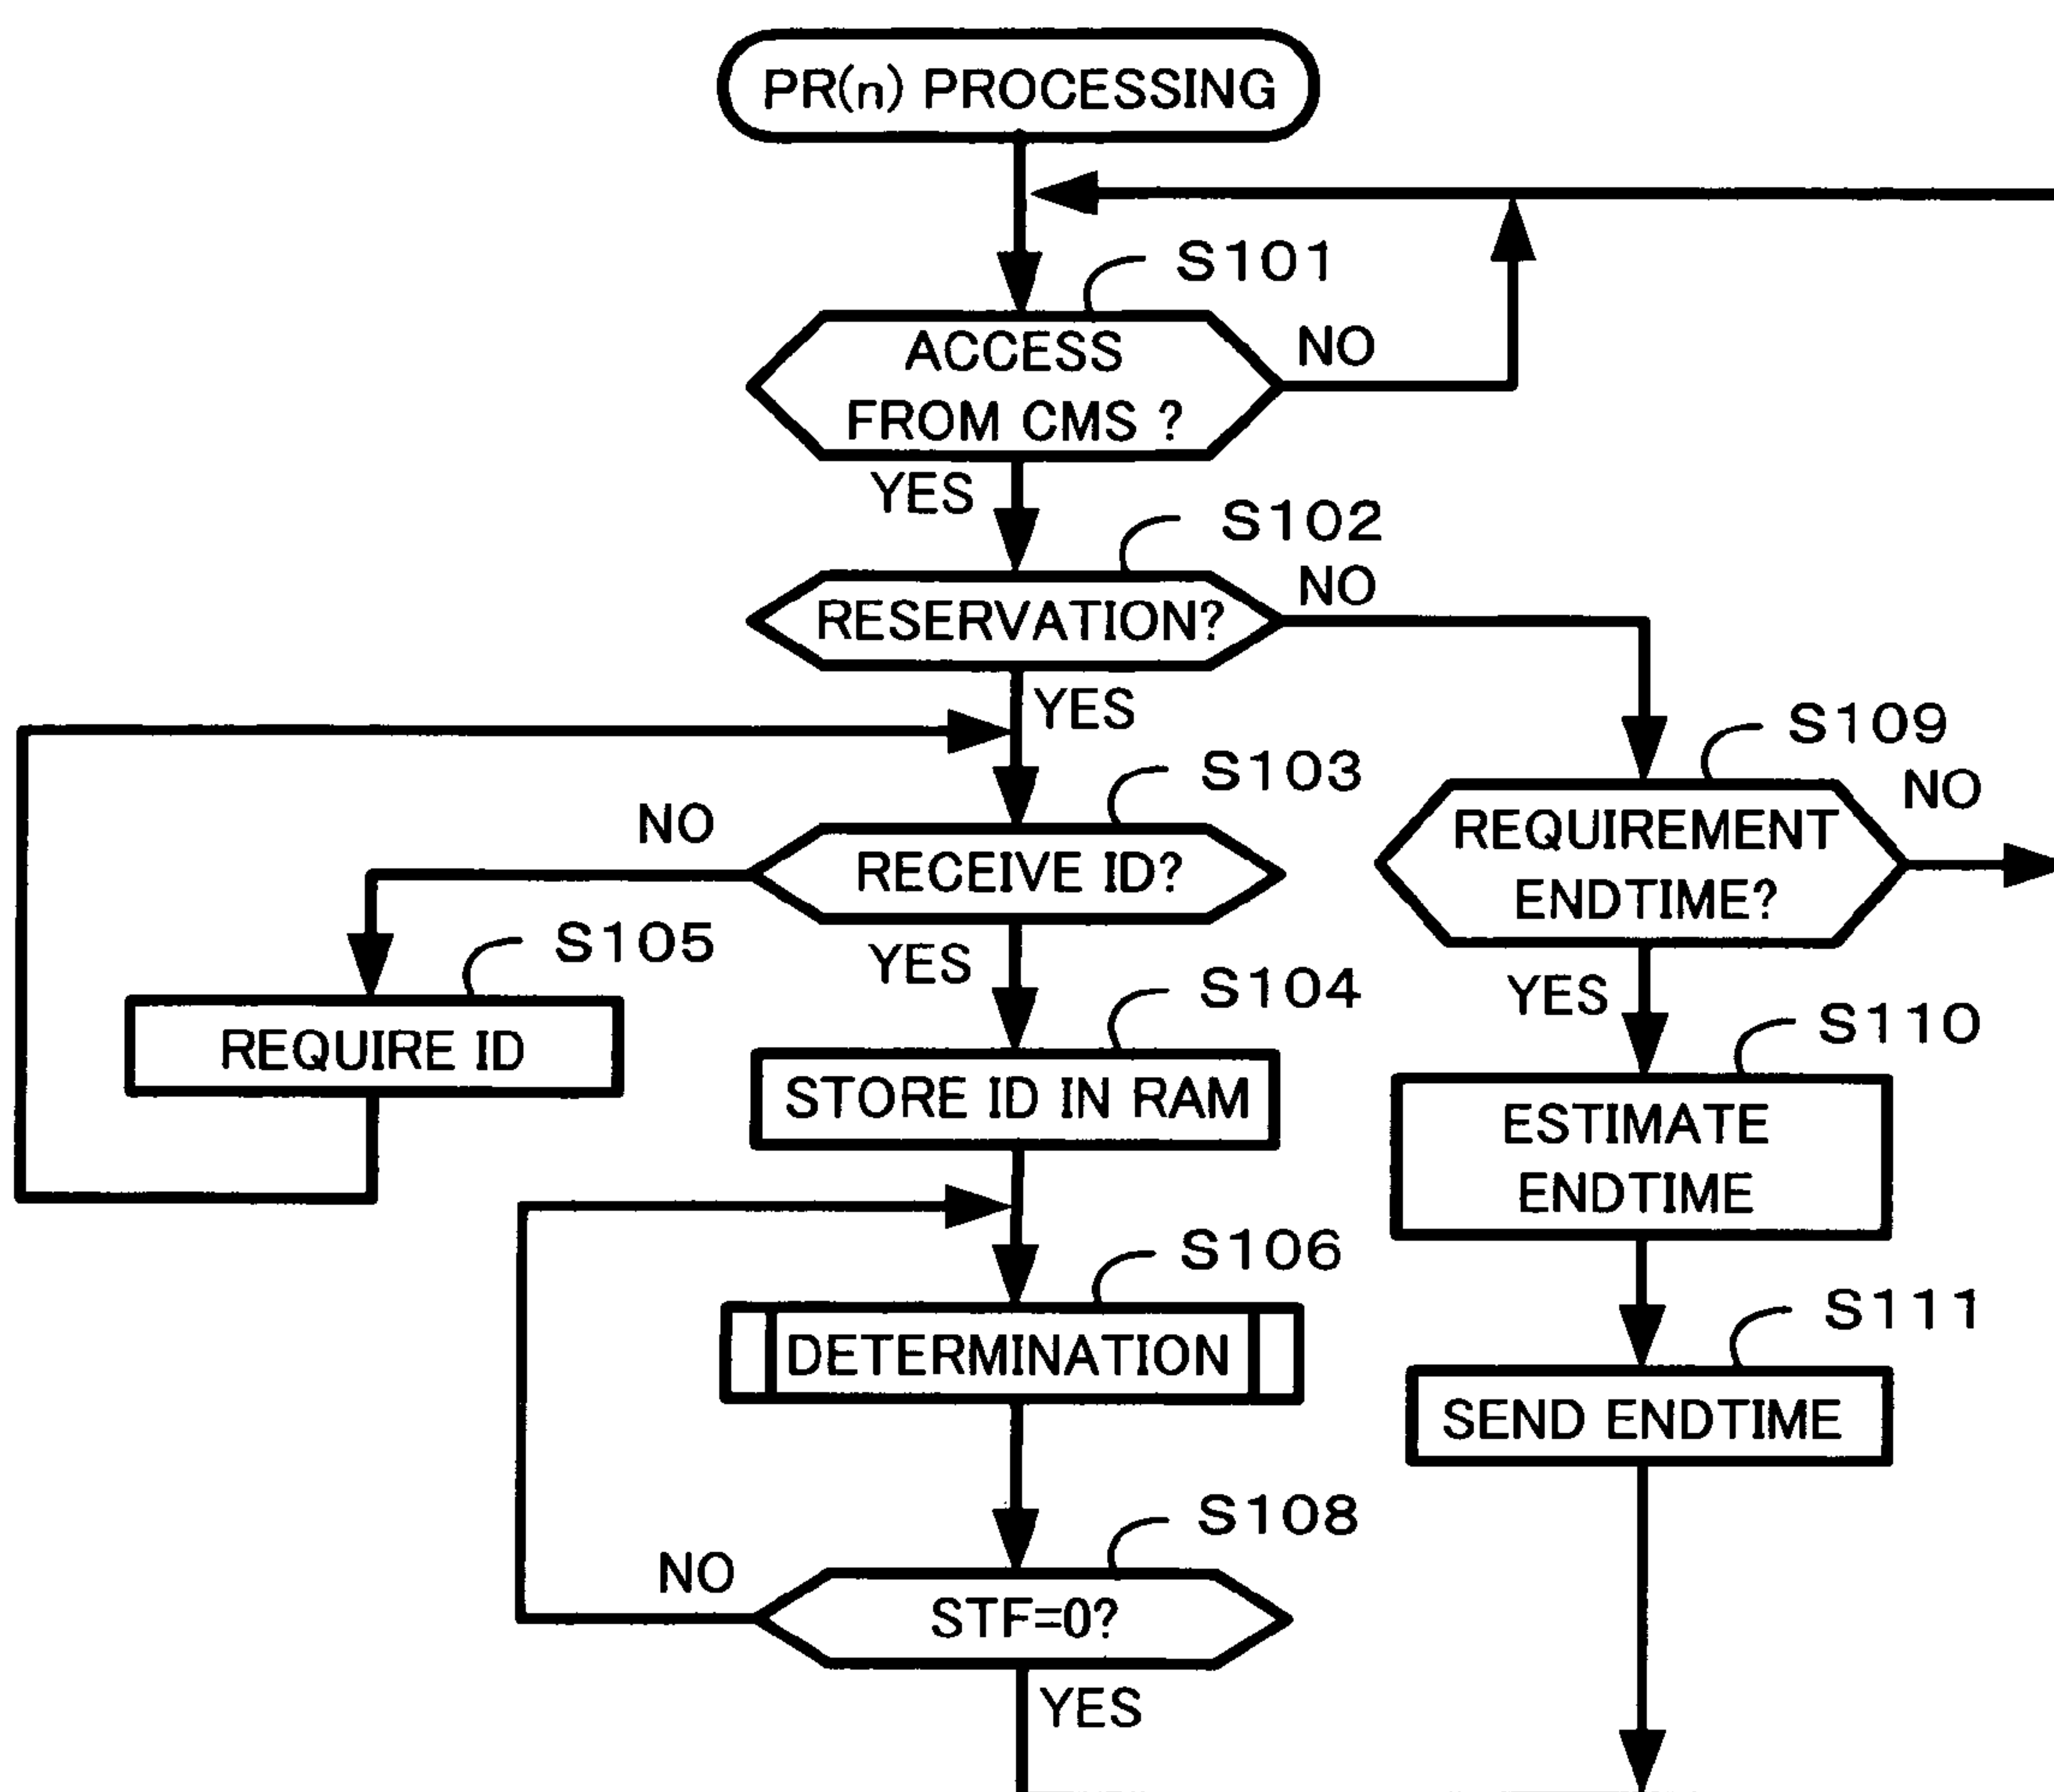 PR(n) PROCESSING
S101
ACCESS
FROM CMS ?
NO
YES
S102
RESERVATION?
NO
YES
S103
RECEIVE ID?
NO
YES
S105
REQUIRE ID
S104
STORE ID IN RAM
S106
DETERMINATION
S108
STF=0?
NO
YES
S109
REQUIREMENT
ENDTIME?
NO
YES
S110
ESTIMATE
ENDTIME
S111
SEND ENDTIME